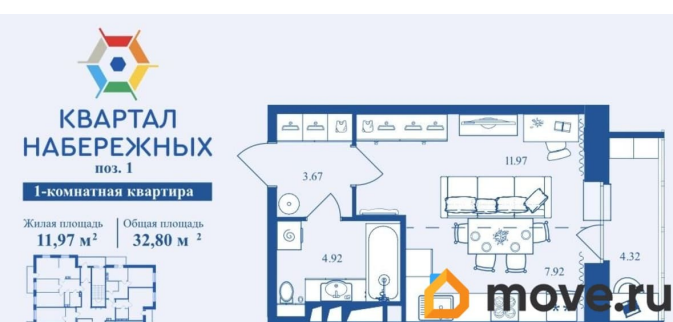 КВАРТАЛ
НАБЕРЕЖНЫХ
поз. 1
1-комнатная квартира
Жилая площадь
11,97 м²
Общая площадь
32,80 м ²
3.67
11.97
4.92
7.92
4.32
move.ru